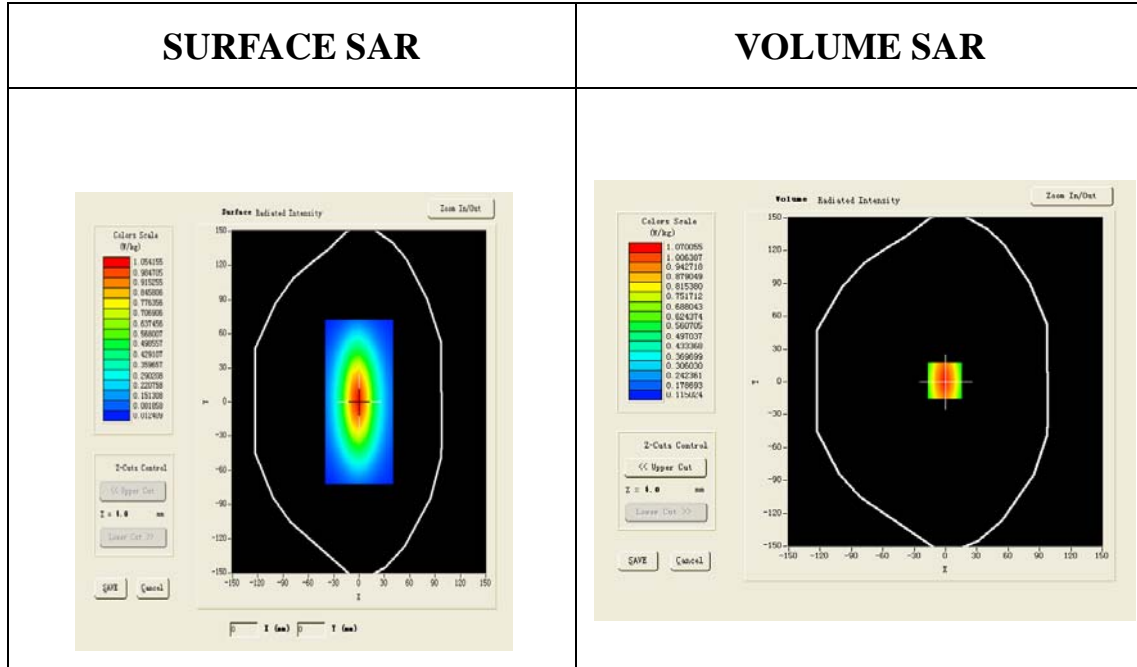 SURFACE SAR
VOLUME SAR
Surface Radiated Intensity
Zoom In/Out
Colors Scale
(W/kg)
1.054155
0.984705
0.915255
0.845806
0.776356
0.706906
0.637456
0.568007
0.498557
0.429107
0.359657
0.290208
0.220758
0.151308
0.081858
0.012409
150
120
90
60
30
0
-30
-60
-90
-120
-150
Y
-150 -120 -90 -60 -30 0 30 60 90 120 150
X
Z-Cuts Control
<< Upper Cut
Z = 4.0 mm
Lower Cut >>
SAVE Cancel
0 X (mm) 0 Y (mm)
Volume Radiated Intensity
Zoom In/Out
Colors Scale
(W/kg)
1.070055
1.006387
0.942718
0.879049
0.815380
0.751712
0.688043
0.624374
0.560705
0.497037
0.433368
0.369699
0.306030
0.242361
0.178693
0.115024
150
120
90
60
30
0
-30
-60
-90
-120
-150
Y
-150 -120 -90 -60 -30 0 30 60 90 120 150
X
Z-Cuts Control
<< Upper Cut
Z = 4.0 mm
Lower Cut >>
SAVE Cancel